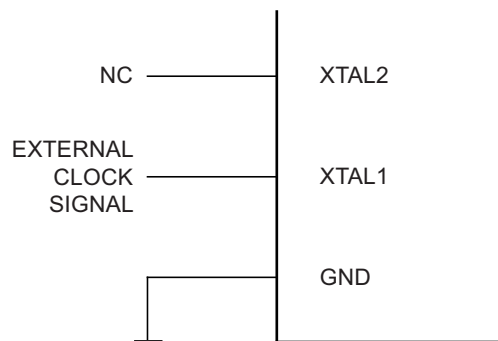 NC
XTAL2
EXTERNAL
CLOCK
SIGNAL
XTAL1
GND